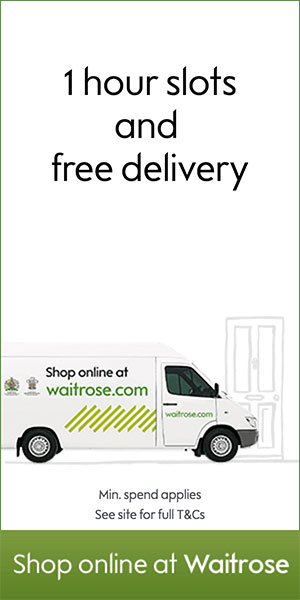 1 hour slots
and
free delivery
Shop online at
waitrose.com
waitrose.com
Min. spend applies
See site for full T&Cs
Shop online at Waitrose